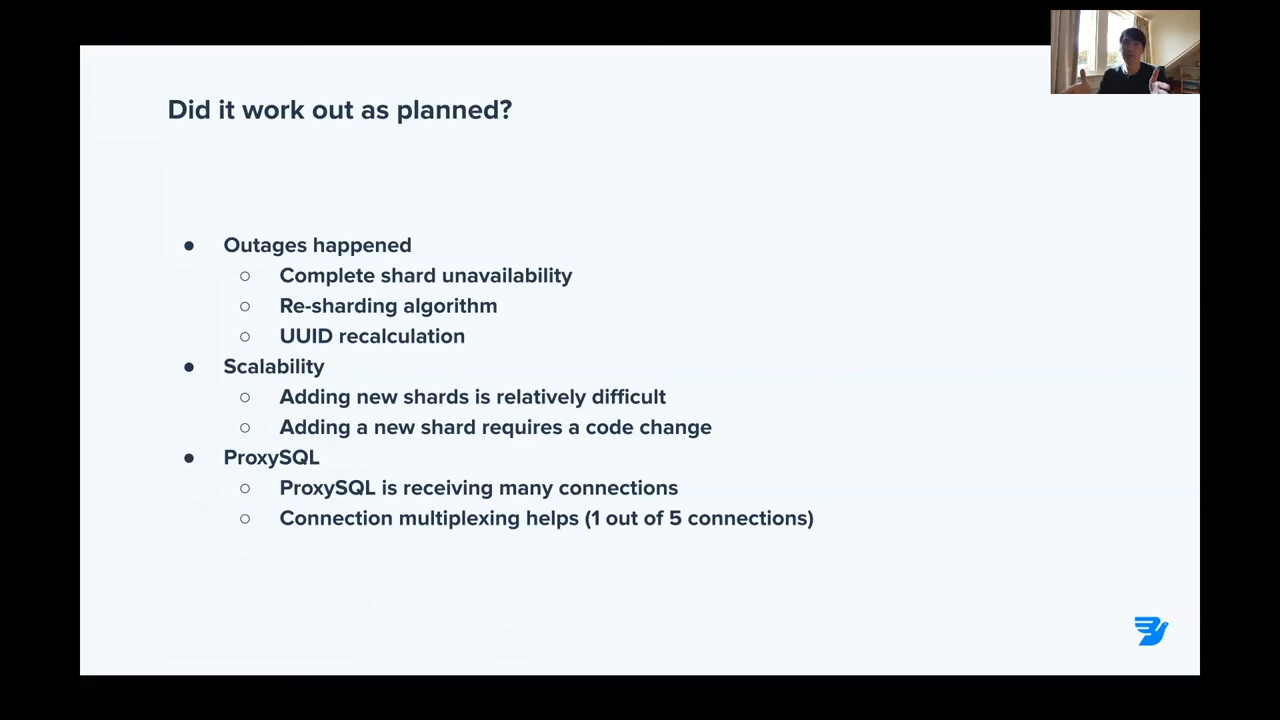 Did it work out as planned?
● Outages happened
○ Complete shard unavailability
○ Re-sharding algorithm
○ UUID recalculation
● Scalability
○ Adding new shards is relatively difficult
○ Adding a new shard requires a code change
● ProxySQL
○ ProxySQL is receiving many connections
○ Connection multiplexing helps (1 out of 5 connections)